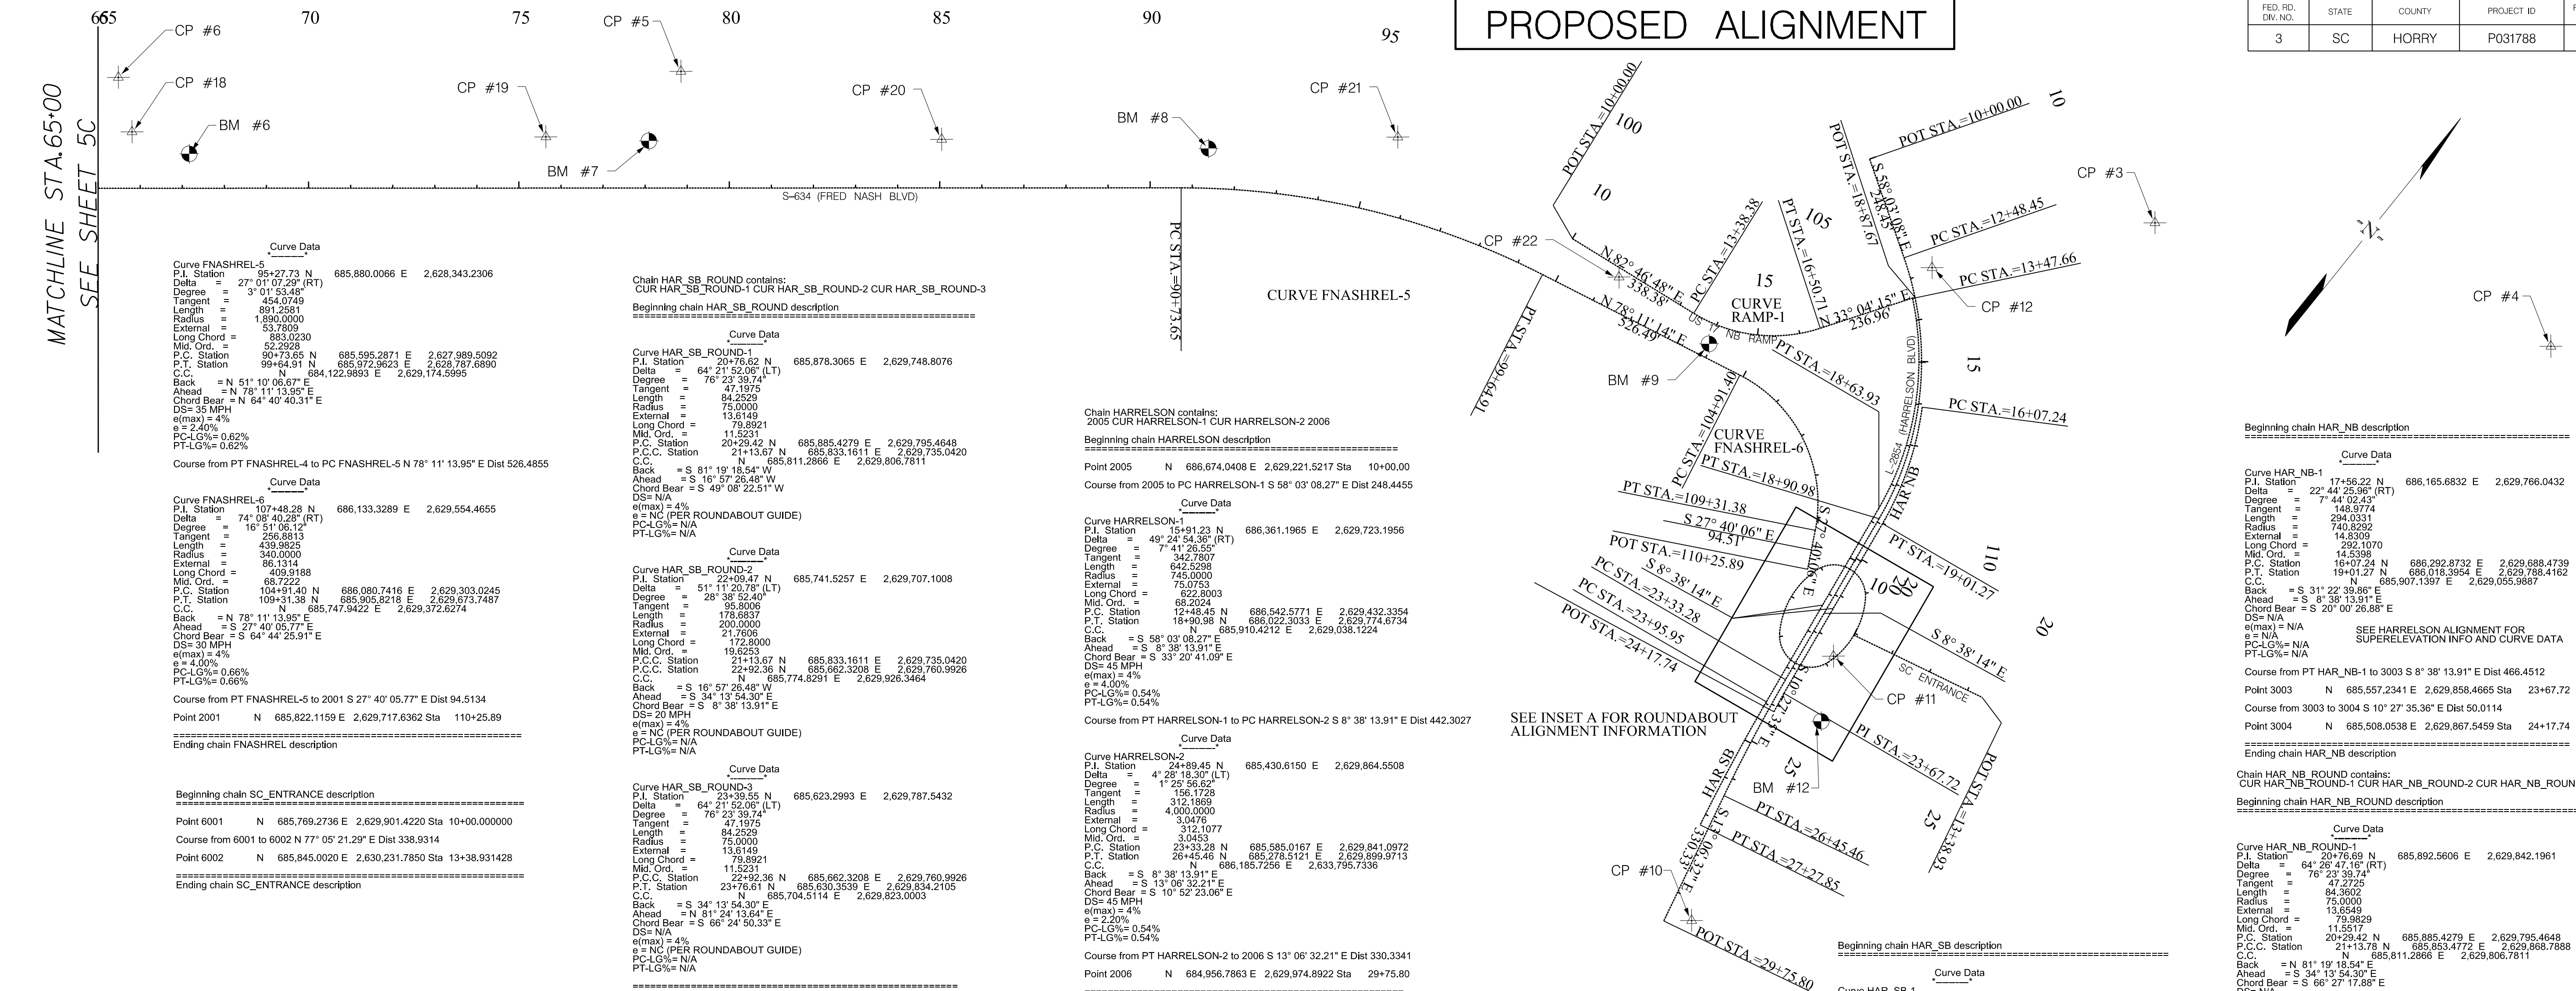 PROPOSED ALIGNMENT
FED. RD. DIV. NO. STATE COUNTY PROJECT ID
3 SC HORRY P031788
70 75 80 85 90 95
MATCHLINE STA.65+00
SEE SHEET 5C
CP #6
CP #18
BM #6
CP #19
CP #5
BM #7
CP #20
BM #8
CP #21
S-634 (FRED NASH BLVD)
PC STA.=90+73.65
CURVE FNASHREL-5
PT STA.=99+64.91
CP #22
POT STA.=10+00.00
100
10
N 82° 46' 48" E
338.38'
N 78° 11' 14" E
526.49'
PC STA.=13+38.38
15
CURVE
RAMP-1
US 17 NB RAMP
PT STA.=16+50.71
105
POT STA.=18+87.67
N 33° 04' 15" E
236.96'
S 58° 03' 08" E
248.45'
POT STA.=10+00.00
10
PC STA.=12+48.45
PC STA.=13+47.66
CP #12
CP #3
CP #4
"N"
BM #9
PC STA.=104+91.40
PT STA.=18+63.93
L-2854 (HARRELSON BLVD)
15
PC STA.=16+07.24
CURVE
FNASHREL-6
PT STA.=18+90.98
PT STA.=109+31.38
S 27° 40' 06" E
94.51'
POT STA.=110+25.89
S 27° 40' 06" E
S 8° 38' 14" E
PC STA.=23+33.28
PC STA.=23+95.95
POT STA.=24+17.74
HAR NB
PT STA.=19+01.27
110
10
20
20
20
S 8° 38' 14" E
SC ENTRANCE
CP #11
SEE INSET A FOR ROUNDABOUT
ALIGNMENT INFORMATION
S 10° 27' 35" E
PI STA.=23+67.72
POT STA.=13+38.93
HAR SB
25
25
BM #12
PT STA.=26+45.46
PT STA.=27+27.85
S 13° 06' 32" E
330.33'
CP #10
POT STA.=29+75.80
Curve Data
*----------*
Curve FNASHREL-5
P.I. Station 95+27.73 N 685,880.0066 E 2,628,343.2306
Delta = 27° 01' 07.29" (RT)
Degree = 3° 01' 53.48"
Tangent = 454.0749
Length = 891.2581
Radius = 1,890.0000
External = 53.7809
Long Chord = 883.0230
Mid. Ord. = 52.2928
P.C. Station 90+73.65 N 685,595.2871 E 2,627,989.5092
P.T. Station 99+64.91 N 685,972.9623 E 2,628,787.6890
C.C. N 684,122.9893 E 2,629,174.5995
Back = N 51° 10' 06.67" E
Ahead = N 78° 11' 13.95" E
Chord Bear = N 64° 40' 40.31" E
DS= 35 MPH
e(max) = 4%
e = 2.40%
PC-LG%= 0.62%
PT-LG%= 0.62%
Course from PT FNASHREL-4 to PC FNASHREL-5 N 78° 11' 13.95" E Dist 526.4855
Curve Data
*----------*
Curve FNASHREL-6
P.I. Station 107+48.28 N 686,133.3289 E 2,629,554.4655
Delta = 74° 08' 40.28" (RT)
Degree = 16° 51' 06.12"
Tangent = 256.8813
Length = 439.9825
Radius = 340.0000
External = 86.1314
Long Chord = 409.9188
Mid. Ord. = 68.7222
P.C. Station 104+91.40 N 686,080.7416 E 2,629,303.0245
P.T. Station 109+31.38 N 685,905.8218 E 2,629,673.7487
C.C. N 685,747.9422 E 2,629,372.6274
Back = N 78° 11' 13.95" E
Ahead = S 27° 40' 05.77" E
Chord Bear = S 64° 44' 25.91" E
DS= 30 MPH
e(max) = 4%
e = 4.00%
PC-LG%= 0.66%
PT-LG%= 0.66%
Course from PT FNASHREL-5 to 2001 S 27° 40' 05.77" E Dist 94.5134
Point 2001 N 685,822.1159 E 2,629,717.6362 Sta 110+25.89
==========
Ending chain FNASHREL description
Beginning chain SC_ENTRANCE description
==========
Point 6001 N 685,769.2736 E 2,629,901.4220 Sta 10+00.000000
Course from 6001 to 6002 N 77° 05' 21.29" E Dist 338.9314
Point 6002 N 685,845.0020 E 2,630,231.7850 Sta 13+38.931428
==========
Ending chain SC_ENTRANCE description
Chain HAR_SB_ROUND contains:
CUR HAR_SB_ROUND-1 CUR HAR_SB_ROUND-2 CUR HAR_SB_ROUND-3
Beginning chain HAR_SB_ROUND description
==========
Curve Data
*----------*
Curve HAR_SB_ROUND-1
P.I. Station 20+76.62 N 685,878.3065 E 2,629,748.8076
Delta = 64° 21' 52.06" (LT)
Degree = 76° 23' 39.74"
Tangent = 47.1975
Length = 84.2529
Radius = 75.0000
External = 13.6149
Long Chord = 79.8921
Mid. Ord. = 11.5231
P.C. Station 20+29.42 N 685,885.4279 E 2,629,795.4648
P.C.C. Station 21+13.67 N 685,833.1611 E 2,629,735.0420
C.C. N 685,811.2866 E 2,629,806.7811
Back = S 81° 19' 18.54" W
Ahead = S 16° 57' 26.48" W
Chord Bear = S 49° 08' 22.51" W
DS= N/A
e(max) = 4%
e = NC (PER ROUNDABOUT GUIDE)
PC-LG%= N/A
PT-LG%= N/A
Curve Data
*----------*
Curve HAR_SB_ROUND-2
P.I. Station 22+09.47 N 685,741.5257 E 2,629,707.1008
Delta = 51° 11' 20.78" (LT)
Degree = 28° 38' 52.40"
Tangent = 95.8006
Length = 178.6837
Radius = 200.0000
External = 21.7606
Long Chord = 172.8000
Mid. Ord. = 19.6253
P.C.C. Station 21+13.67 N 685,833.1611 E 2,629,735.0420
P.C.C. Station 22+92.36 N 685,662.3208 E 2,629,760.9926
C.C. N 685,774.8291 E 2,629,926.3464
Back = S 16° 57' 26.48" W
Ahead = S 34° 13' 54.30" E
Chord Bear = S 8° 38' 13.91" E
DS= 20 MPH
e(max) = 4%
e = NC (PER ROUNDABOUT GUIDE)
PC-LG%= N/A
PT-LG%= N/A
Curve Data
*----------*
Curve HAR_SB_ROUND-3
P.I. Station 23+39.55 N 685,623.2993 E 2,629,787.5432
Delta = 64° 21' 52.06" (LT)
Degree = 76° 23' 39.74"
Tangent = 47.1975
Length = 84.2529
Radius = 75.0000
External = 13.6149
Long Chord = 79.8921
Mid. Ord. = 11.5231
P.C.C. Station 22+92.36 N 685,662.3208 E 2,629,760.9926
P.T. Station 23+76.61 N 685,630.3539 E 2,629,834.2105
C.C. N 685,704.5114 E 2,629,823.0003
Back = S 34° 13' 54.30" E
Ahead = N 81° 24' 13.64" E
Chord Bear = S 66° 24' 50.33" E
DS= N/A
e(max) = 4%
e = NC (PER ROUNDABOUT GUIDE)
PC-LG%= N/A
PT-LG%= N/A
==========
Chain HARRELSON contains:
2005 CUR HARRELSON-1 CUR HARRELSON-2 2006
Beginning chain HARRELSON description
==========
Point 2005 N 686,674.0408 E 2,629,221.5217 Sta 10+00.00
Course from 2005 to PC HARRELSON-1 S 58° 03' 08.27" E Dist 248.4455
Curve Data
*----------*
Curve HARRELSON-1
P.I. Station 15+91.23 N 686,361.1965 E 2,629,723.1956
Delta = 49° 24' 54.36" (RT)
Degree = 7° 41' 26.55"
Tangent = 342.7807
Length = 642.5298
Radius = 745.0000
External = 75.0753
Long Chord = 622.8003
Mid. Ord. = 68.2024
P.C. Station 12+48.45 N 686,542.5771 E 2,629,432.3354
P.T. Station 18+90.98 N 686,022.3033 E 2,629,774.6734
C.C. N 685,910.4212 E 2,629,038.1224
Back = S 58° 03' 08.27" E
Ahead = S 8° 38' 13.91" E
Chord Bear = S 33° 20' 41.09" E
DS= 45 MPH
e(max) = 4%
e = 4.00%
PC-LG%= 0.54%
PT-LG%= 0.54%
Course from PT HARRELSON-1 to PC HARRELSON-2 S 8° 38' 13.91" E Dist 442.3027
Curve Data
*----------*
Curve HARRELSON-2
P.I. Station 24+89.45 N 685,430.6150 E 2,629,864.5508
Delta = 4° 28' 18.30" (LT)
Degree = 1° 25' 56.62"
Tangent = 156.1728
Length = 312.1869
Radius = 4,000.0000
External = 3.0476
Long Chord = 312.1077
Mid. Ord. = 3.0453
P.C. Station 23+33.28 N 685,585.0167 E 2,629,841.0972
P.T. Station 26+45.46 N 685,278.5121 E 2,629,899.9713
C.C. N 686,185.7256 E 2,633,795.7336
Back = S 8° 38' 13.91" E
Ahead = S 13° 06' 32.21" E
Chord Bear = S 10° 52' 23.06" E
DS= 45 MPH
e(max) = 4%
e = 2.20%
PC-LG%= 0.54%
PT-LG%= 0.54%
Course from PT HARRELSON-2 to 2006 S 13° 06' 32.21" E Dist 330.3341
Point 2006 N 684,956.7863 E 2,629,974.8922 Sta 29+75.80
==========
Beginning chain HAR_SB description
==========
Curve Data
*----------*
Curve HAR_SB-1
Beginning chain HAR_NB description
==========
Curve Data
*----------*
Curve HAR_NB-1
P.I. Station 17+56.22 N 686,165.6832 E 2,629,766.0432
Delta = 22° 44' 25.96" (RT)
Degree = 7° 44' 02.43"
Tangent = 148.9774
Length = 294.0331
Radius = 740.8292
External = 14.8309
Long Chord = 292.1070
Mid. Ord. = 14.5398
P.C. Station 16+07.24 N 686,292.8732 E 2,629,688.4739
P.T. Station 19+01.27 N 686,018.3954 E 2,629,788.4162
C.C. N 685,907.1397 E 2,629,055.9887
Back = S 31° 22' 39.86" E
Ahead = S 8° 38' 13.91" E
Chord Bear = S 20° 00' 26.88" E
DS= N/A
e(max) = N/A
e = N/A
PC-LG%= N/A
PT-LG%= N/A
SEE HARRELSON ALIGNMENT FOR
SUPERELEVATION INFO AND CURVE DATA
Course from PT HAR_NB-1 to 3003 S 8° 38' 13.91" E Dist 466.4512
Point 3003 N 685,557.2341 E 2,629,858.4665 Sta 23+67.72
Course from 3003 to 3004 S 10° 27' 35.36" E Dist 50.0114
Point 3004 N 685,508.0538 E 2,629,867.5459 Sta 24+17.74
==========
Ending chain HAR_NB description
Chain HAR_NB_ROUND contains:
CUR HAR_NB_ROUND-1 CUR HAR_NB_ROUND-2 CUR HAR_NB_ROUN
Beginning chain HAR_NB_ROUND description
==========
Curve Data
*----------*
Curve HAR_NB_ROUND-1
P.I. Station 20+76.69 N 685,892.5606 E 2,629,842.1961
Delta = 64° 26' 47.16" (RT)
Degree = 76° 23' 39.74"
Tangent = 47.2725
Length = 84.3602
Radius = 75.0000
External = 13.6549
Long Chord = 79.9829
Mid. Ord. = 11.5517
P.C. Station 20+29.42 N 685,885.4279 E 2,629,795.4648
P.C.C. Station 21+13.78 N 685,853.4772 E 2,629,868.7888
C.C. N 685,811.2866 E 2,629,806.7811
Back = N 81° 19' 18.54" E
Ahead = S 34° 13' 54.30" E
Chord Bear = S 66° 27' 17.88" E